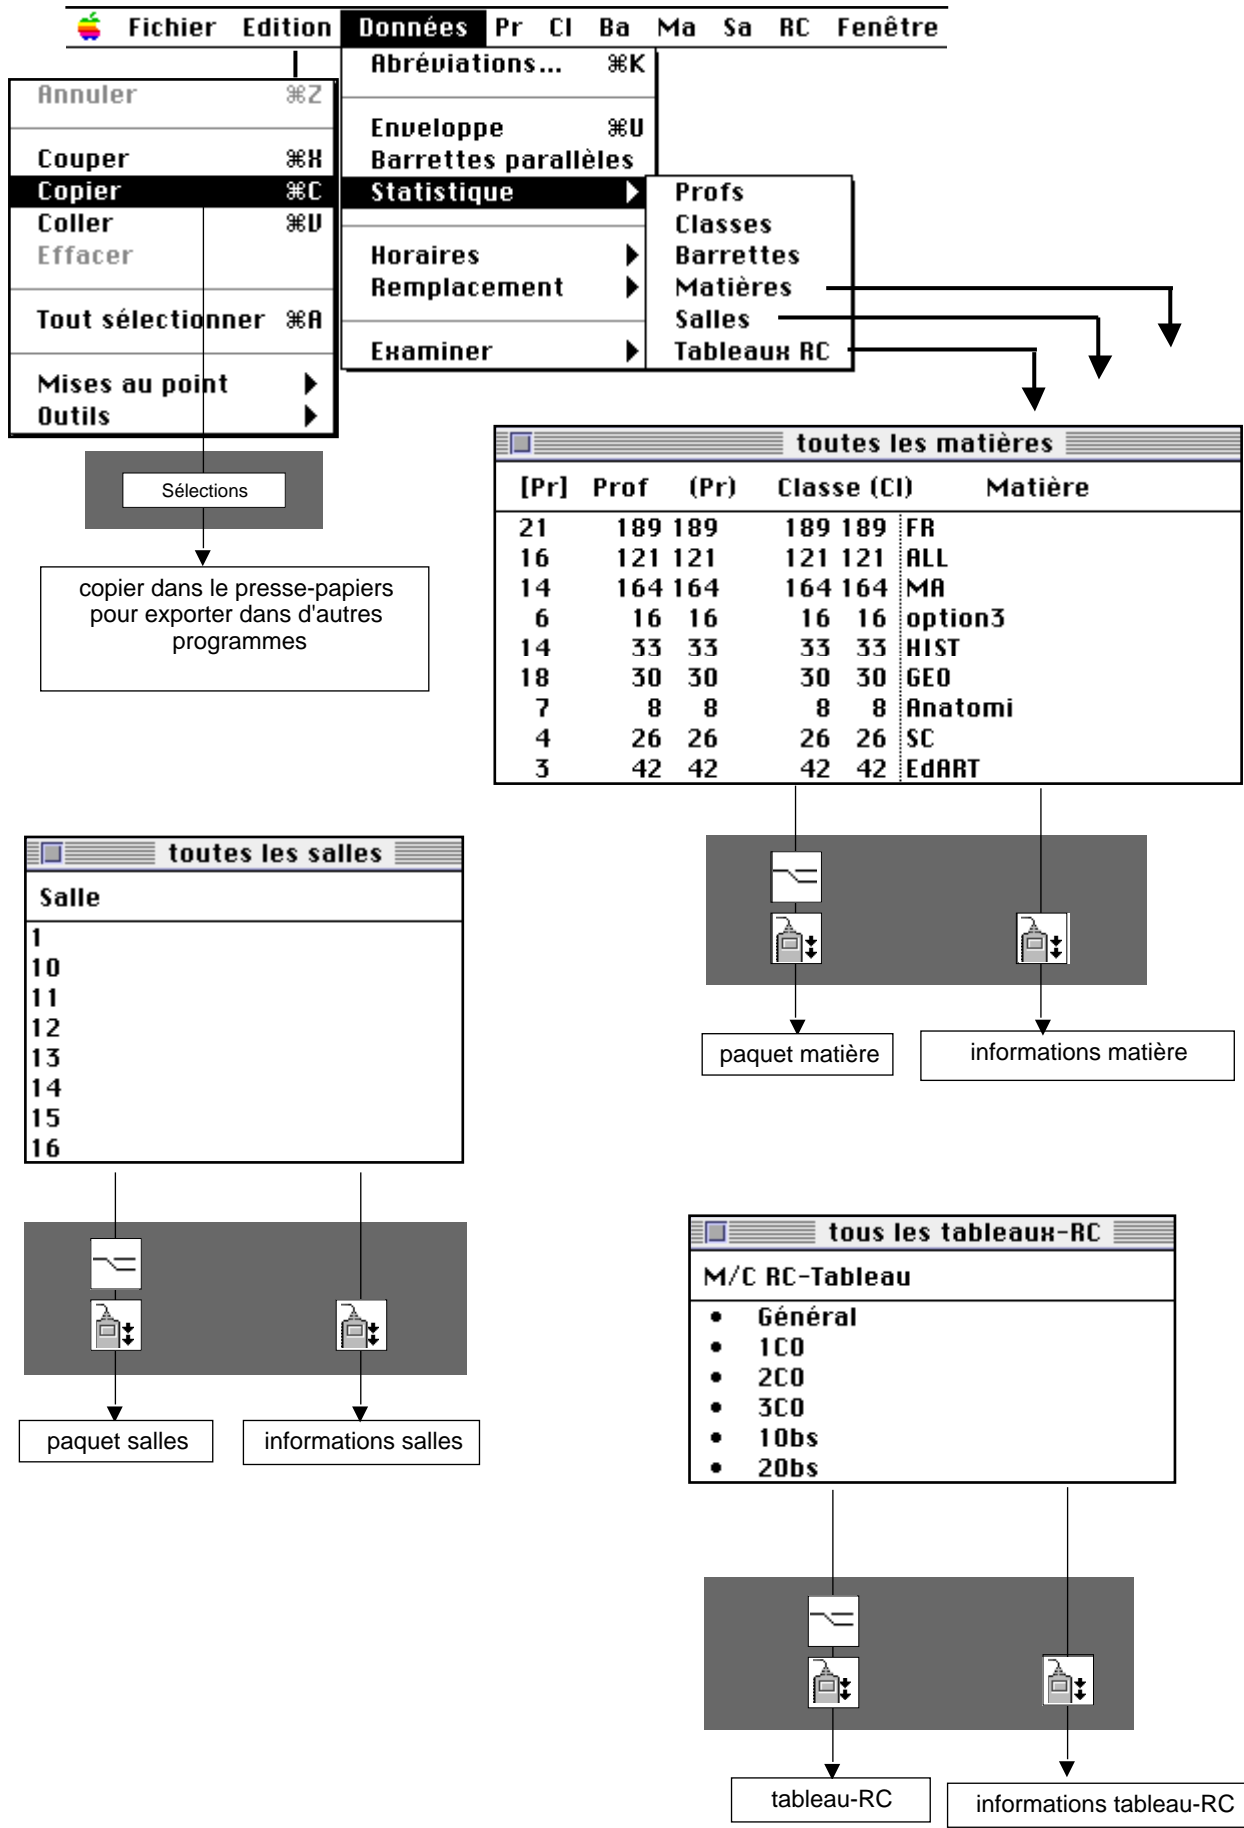 Fichier Edition Données Pr Cl Ba Ma Sa RC Fenêtre
Annuler ⌘Z
Couper ⌘X
Copier ⌘C
Coller ⌘V
Effacer
Tout sélectionner ⌘A
Mises au point
Outils
Abréviations... ⌘K
Enveloppe ⌘U
Barrettes parallèles
Statistique
Horaires
Remplacement
Examiner
Profs
Classes
Barrettes
Matières
Salles
Tableaux RC
Sélections
copier dans le presse-papiers
pour exporter dans d'autres
programmes
toutes les matières
[Pr] Prof (Pr) Classe (Cl) Matière
21 189 189 189 189 FR
16 121 121 121 121 ALL
14 164 164 164 164 MA
6 16 16 16 16 option3
14 33 33 33 33 HIST
18 30 30 30 30 GEO
7 8 8 8 8 Anatomi
4 26 26 26 26 SC
3 42 42 42 42 EdART
paquet matière
informations matière
toutes les salles
Salle
1
10
11
12
13
14
15
16
paquet salles
informations salles
tous les tableaux-RC
M/C RC-Tableau
• Général
• 1CO
• 2CO
• 3CO
• 1Obs
• 2Obs
tableau-RC
informations tableau-RC